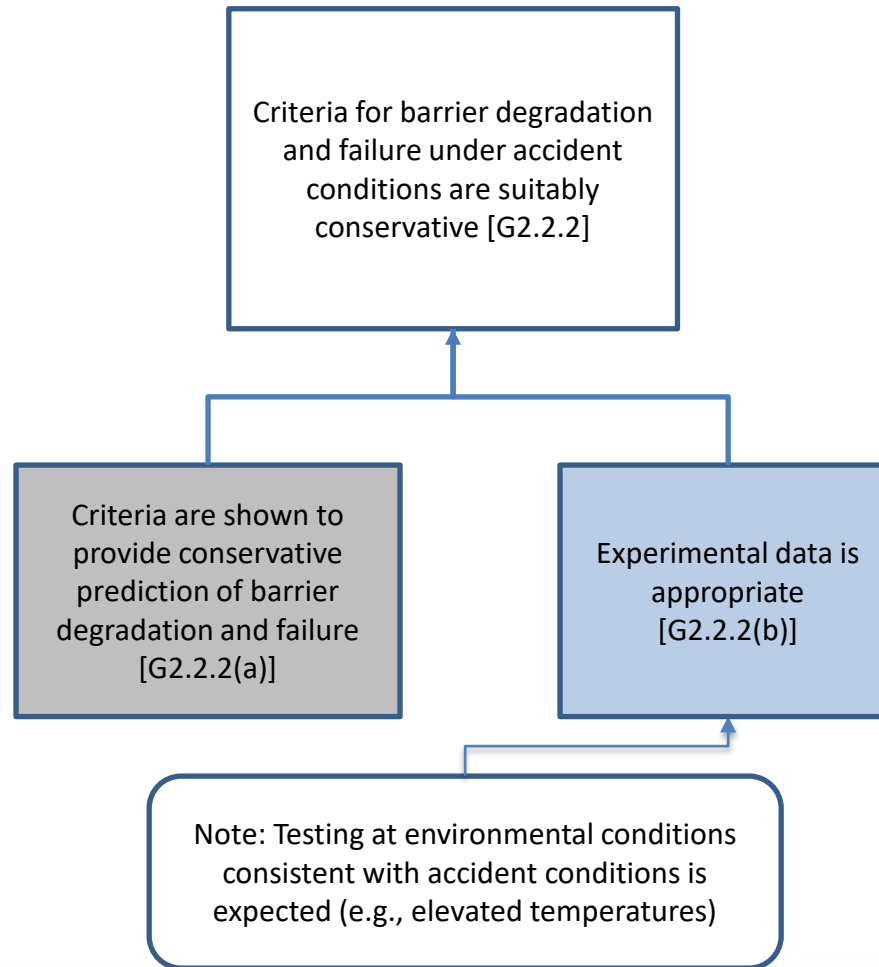 Criteria for barrier degradation
and failure under accident
conditions are suitably
conservative [G2.2.2]
Criteria are shown to
provide conservative
prediction of barrier
degradation and failure
[G2.2.2(a)]
Experimental data is
appropriate
[G2.2.2(b)]
Note: Testing at environmental conditions
consistent with accident conditions is
expected (e.g., elevated temperatures)